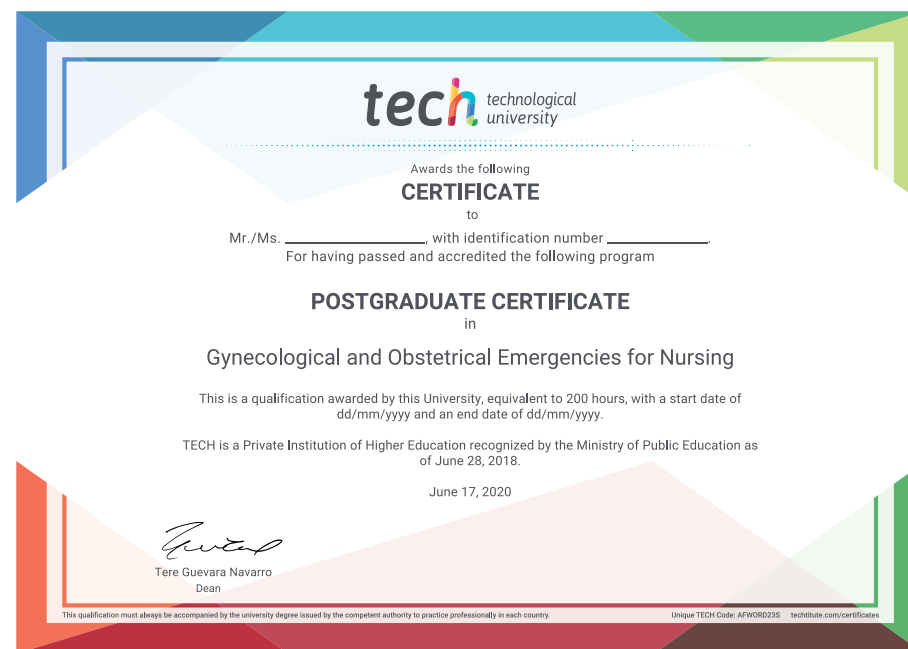 tech technological
university
Awards the following
CERTIFICATE
to
Mr./Ms. ____________, with identification number _________.
For having passed and accredited the following program
POSTGRADUATE CERTIFICATE
in
Gynecological and Obstetrical Emergencies for Nursing
This is a qualification awarded by this University, equivalent to 200 hours, with a start date of
dd/mm/yyyy and an end date of dd/mm/yyyy.
TECH is a Private Institution of Higher Education recognized by the Ministry of Public Education as
of June 28, 2018.
June 17, 2020
Tere Guevara Navarro
Dean
This qualification must always be accompanied by the university degree issued by the competent authority to practice professionally in each country. Unique TECH Code: AFWORD23S techtitute.com/certificates